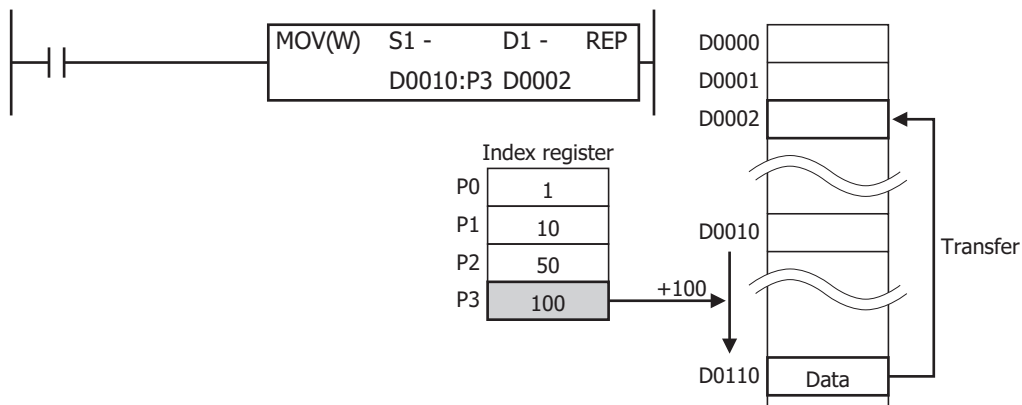 MOV(W) S1 - D1 - REP
D0010:P3 D0002
D0000
D0001
D0002
Index register
P0 1
P1 10
P2 50
P3 100
+100
D0010
Transfer
D0110 Data